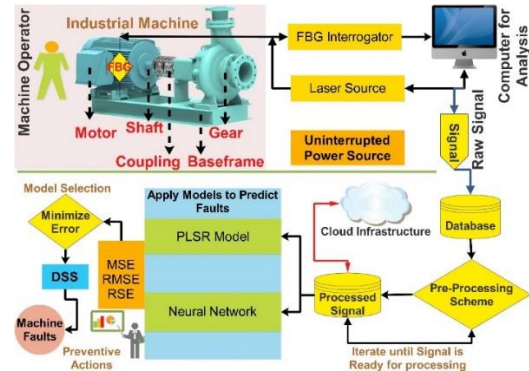 Machine Operator
Industrial Machine
FBG
Motor
Shaft
Gear
Coupling
Baseframe
FBG Interrogator
Laser Source
Uninterrupted
Power Source
Computer for
Analysis
Signal
Raw Signal
Model Selection
Minimize
Error
DSS
Machine
Faults
MSE
RMSE
RSE
Preventive
Actions
Apply Models to Predict
Faults
PLSR Model
Neural Network
Cloud Infrastructure
Processed
Signal
Database
Pre-Processing
Scheme
Iterate until Signal is
Ready for processing